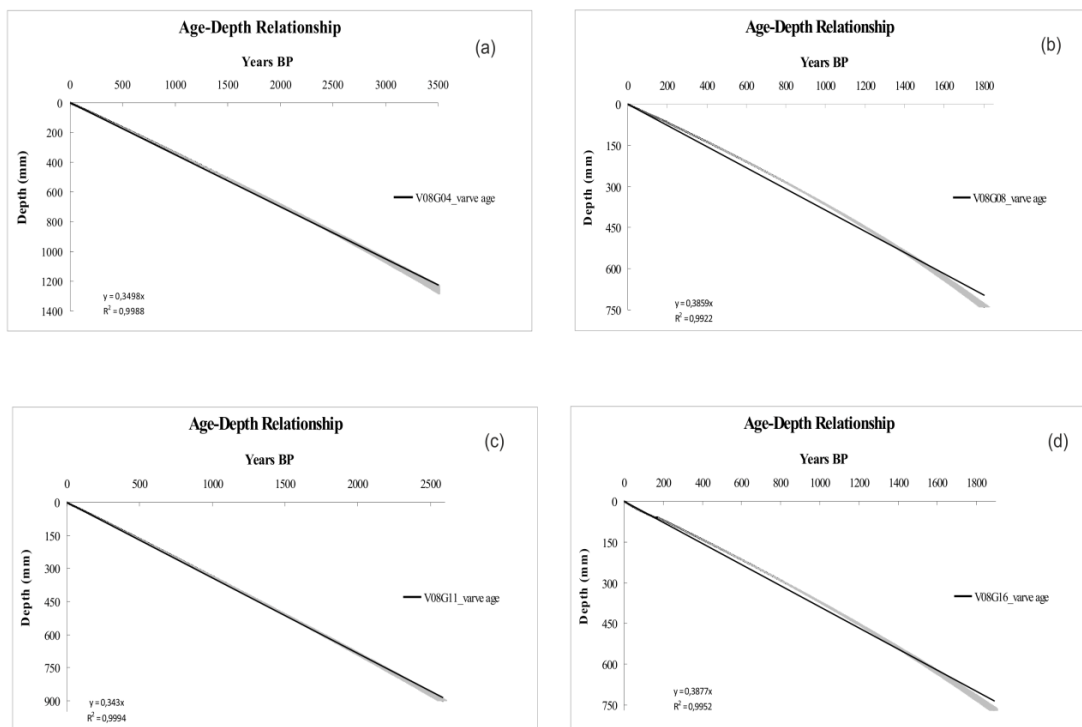 Age-Depth Relationship
(a)
Years BP
0 500 1000 1500 2000 2500 3000 3500
0
200
400
600
800
1000
1200
1400
Depth (mm)
V08G04_varve age
y = 0,3498x
R² = 0,9988
Age-Depth Relationship
(b)
Years BP
0 200 400 600 800 1000 1200 1400 1600 1800
0
150
300
450
600
750
Depth (mm)
V08G08_varve age
y = 0,3859x
R² = 0,9922
Age-Depth Relationship
(c)
Years BP
0 500 1000 1500 2000 2500
0
150
300
450
600
750
900
Depth (mm)
V08G11_varve age
y = 0,343x
R² = 0,9994
Age-Depth Relationship
(d)
Years BP
0 200 400 600 800 1000 1200 1400 1600 1800
0
150
300
450
600
750
Depth (mm)
V08G16_varve age
y = 0,3877x
R² = 0,9952